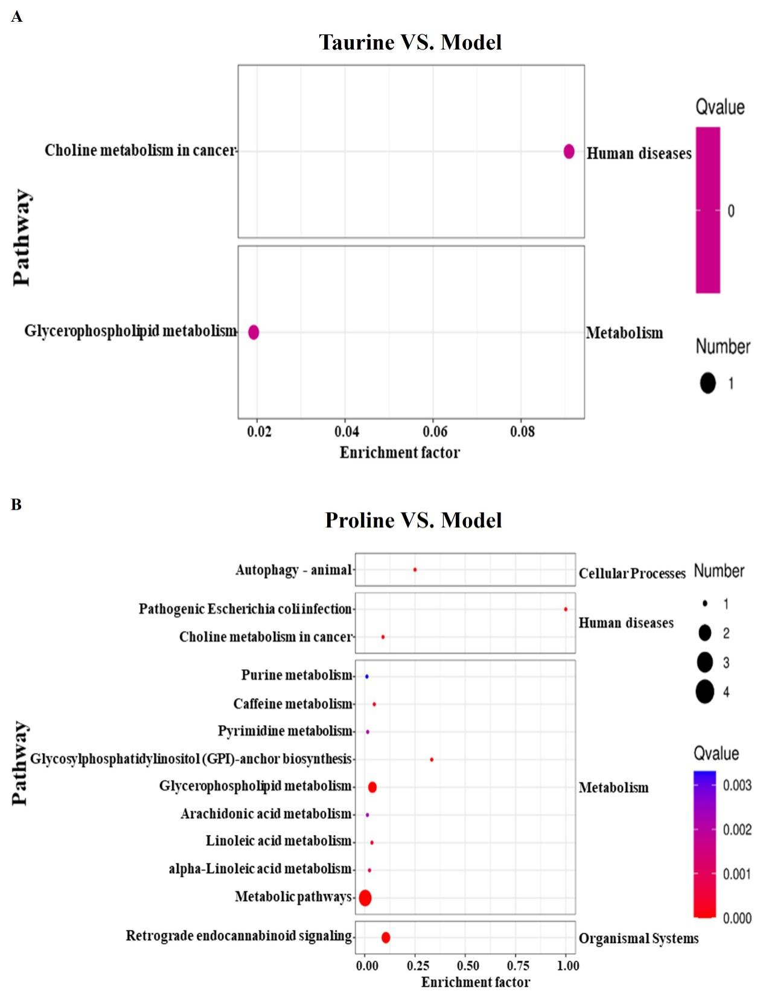 A
Taurine VS. Model
Pathway
Choline metabolism in cancer
Human diseases
Glycerophospholipid metabolism
Metabolism
0.02 0.04 0.06 0.08
Enrichment factor
Qvalue
0
Number
1
B
Proline VS. Model
Pathway
Autophagy - animal
Cellular Processes
Pathogenic Escherichia coli infection
Human diseases
Choline metabolism in cancer
Purine metabolism
Caffeine metabolism
Pyrimidine metabolism
Glycosylphosphatidylinositol (GPI)-anchor biosynthesis
Glycerophospholipid metabolism
Metabolism
Arachidonic acid metabolism
Linoleic acid metabolism
alpha-Linoleic acid metabolism
Metabolic pathways
Retrograde endocannabinoid signaling
Organismal Systems
0.00 0.25 0.50 0.75 1.00
Enrichment factor
Number
1
2
3
4
Qvalue
0.003
0.002
0.001
0.000